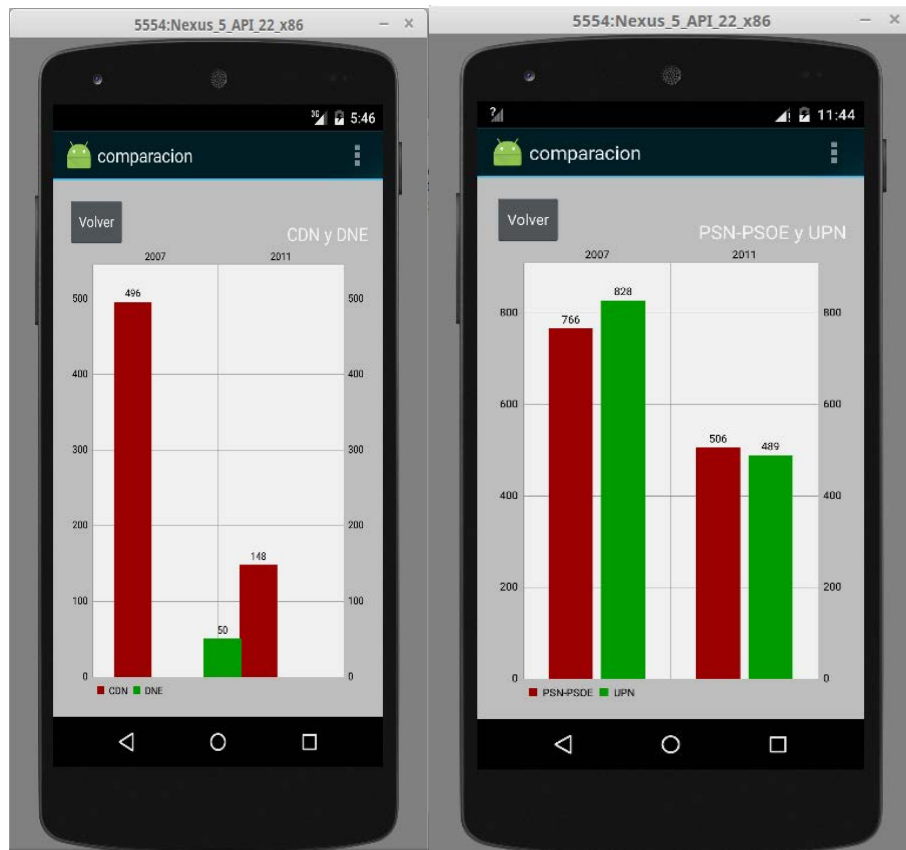 5554:Nexus_5_API_22_x86
3G 5:46
comparacion
Volver
CDN y DNE
2007 2011
500 496 500
400 400
300 300
200 200
148
100 100
50
0 0
CDN DNE
5554:Nexus_5_API_22_x86
? 11:44
comparacion
Volver
PSN-PSOE y UPN
2007 2011
828
800 766 800
600 600
506 489
400 400
200 200
0 0
PSN-PSOE UPN